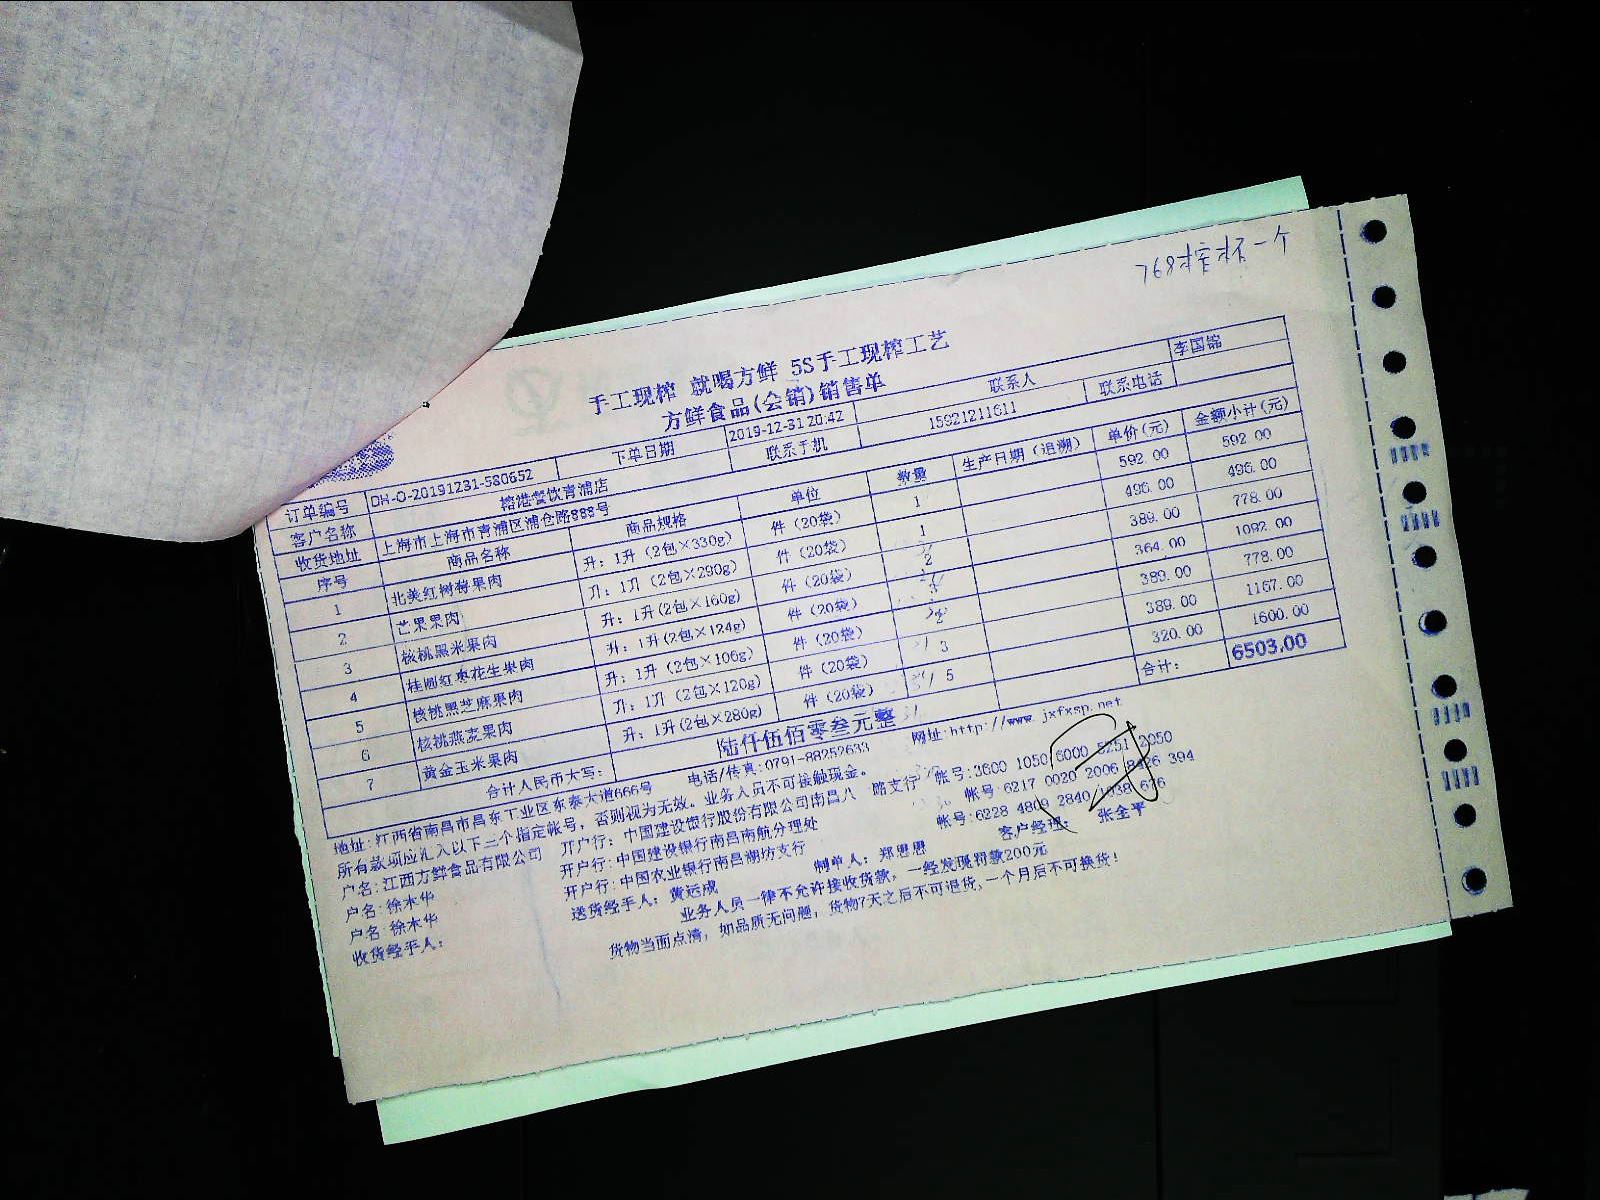 768榨杯一个
手工现榨 就喝方鲜 5S手工现榨工艺
方鲜食品(会销)销售单
订单编号 DH-O-20191231-580652 下单日期 2019-12-31 20:42 联系人 李国锦
客户名称 榕港餐饮青浦店 联系手机 15921211611 联系电话
收货地址 上海市上海市青浦区浦仓路888号
序号 商品名称 商品规格 单位 数量 生产日期(追溯) 单价(元) 金额小计(元)
1 北美红树莓果肉 升: 1升 (2包×330g) 件 (20袋) 1 592.00 592.00
2 芒果果肉 升: 1升 (2包×290g) 件 (20袋) 1 496.00 496.00
3 核桃黑米果肉 升: 1升(2包×160g) 件 (20袋) 2 389.00 778.00
4 桂圆红枣花生果肉 升: 1升(2包×124g) 件 (20袋) 3 364.00 1092.00
5 核桃黑芝麻果肉 升: 1升 (2包×106g) 件 (20袋) 2 389.00 778.00
6 核桃燕麦果肉 升: 1升 (2包×120g) 件 (20袋) 3 389.00 1167.00
7 黄金玉米果肉 升: 1升(2包×280g) 件 (20袋) 5 320.00 1600.00
合计人民币大写: 陆仟伍佰零叁元整 合计: 6503.00
地址: 江西省南昌市昌东工业区东泰大道666号 电话/传真:0791-88252633 网址:http://www.jxfxsp.net
所有款项应汇入以下三个指定帐号, 否则视为无效。业务人员不可接触现金。
户名: 江西方鲜食品有限公司 开户行: 中国建设银行股份有限公司南昌八一路支行 帐号:3600 1050 6000 5251 2050
户名: 徐木华 开户行: 中国建设银行南昌南航分理处 帐号: 6217 0020 2006 8426 394
户名: 徐木华 开户行: 中国农业银行南昌湖坊支行 帐号:6228 4809 2840 1038 676
收货经手人: 送货经手人: 黄运成 制单人: 郑思思 客户经理: 张全平
业务人员一律不允许接收货款, 一经发现罚款200元
货物当面点清, 如品质无问题, 货物7天之后不可退货,一个月后不可换货!